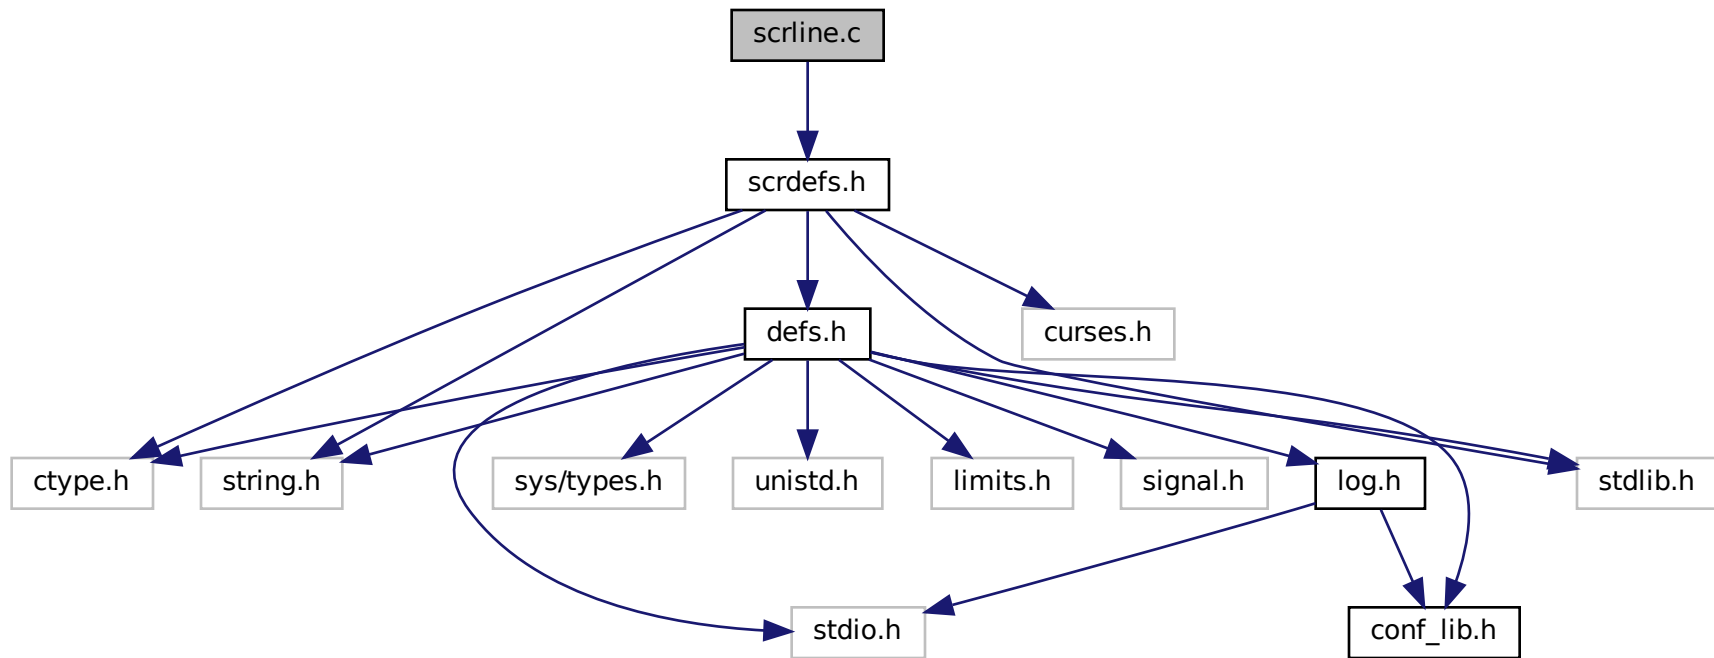 scrline.c
scrdefs.h
defs.h
curses.h
ctype.h
string.h
sys/types.h
unistd.h
limits.h
signal.h
log.h
stdlib.h
stdio.h
conf_lib.h